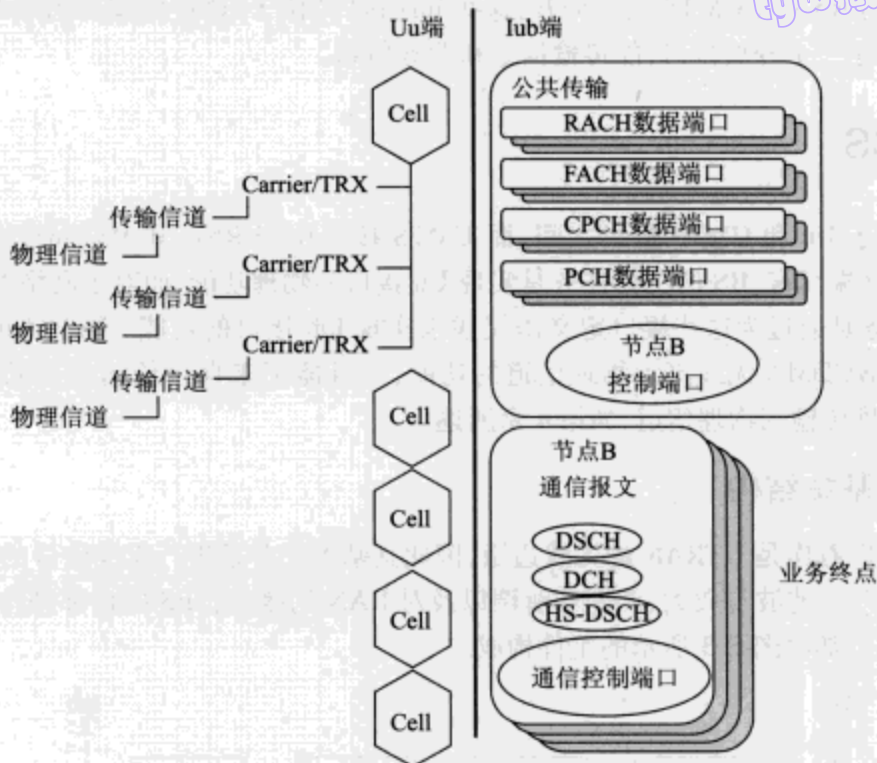 Uu端
Iub端
Cell
Carrier/TRX
传输信道
物理信道
Carrier/TRX
传输信道
物理信道
Carrier/TRX
传输信道
物理信道
Cell
Cell
Cell
Cell
公共传输
RACH数据端口
FACH数据端口
CPCH数据端口
PCH数据端口
节点B
控制端口
节点B
通信报文
DSCH
DCH
HS-DSCH
通信控制端口
业务终点